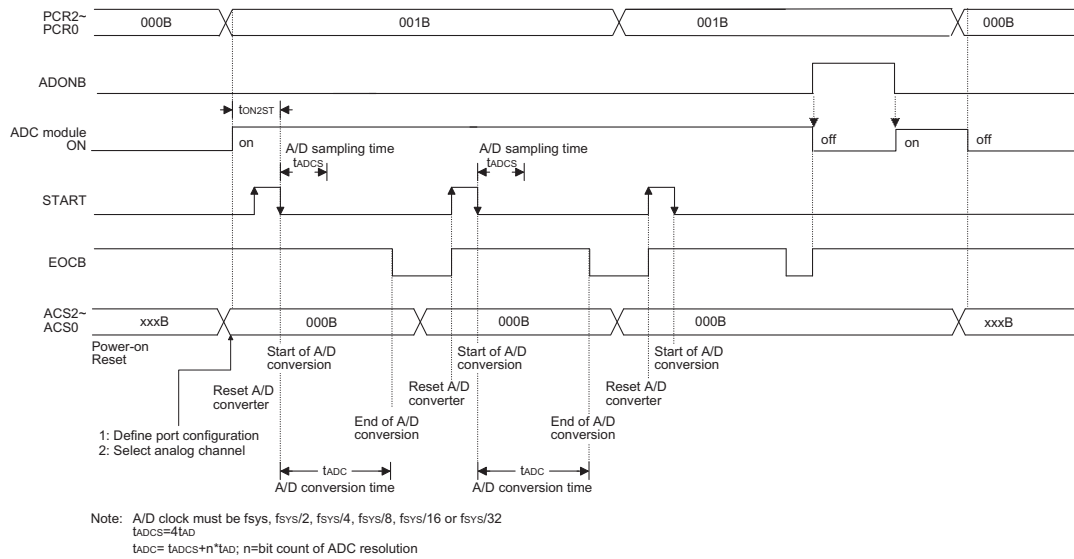 PCR2~
PCR0
000B
001B
001B
000B
ADONB
tON2ST
ADC module
ON
on
off
on
off
A/D sampling time
tADCS
A/D sampling time
tADCS
START
EOCB
ACS2~
ACS0
xxxB
000B
000B
000B
xxxB
Power-on
Reset
Start of A/D
conversion
Start of A/D
conversion
Start of A/D
conversion
Reset A/D
converter
Reset A/D
converter
Reset A/D
converter
End of A/D
conversion
End of A/D
conversion
1: Define port configuration
2: Select analog channel
tADC
A/D conversion time
tADC
A/D conversion time
Note: A/D clock must be fsys, fSYS/2, fSYS/4, fSYS/8, fSYS/16 or fSYS/32
tADCS=4tAD
tADC= tADCS+n*tAD; n=bit count of ADC resolution